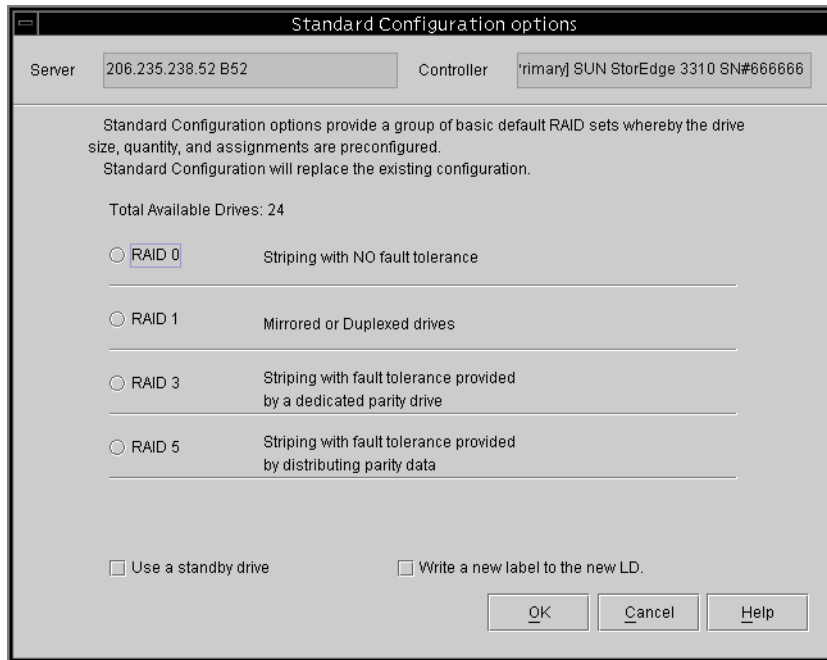 Standard Configuration options
Server 206.235.238.52 B52 Controller 'rimary] SUN StorEdge 3310 SN#666666
Standard Configuration options provide a group of basic default RAID sets whereby the drive
size, quantity, and assignments are preconfigured.
Standard Configuration will replace the existing configuration.
Total Available Drives: 24
RAID 0 Striping with NO fault tolerance
RAID 1 Mirrored or Duplexed drives
RAID 3 Striping with fault tolerance provided
by a dedicated parity drive
RAID 5 Striping with fault tolerance provided
by distributing parity data
Use a standby drive Write a new label to the new LD.
OK Cancel Help